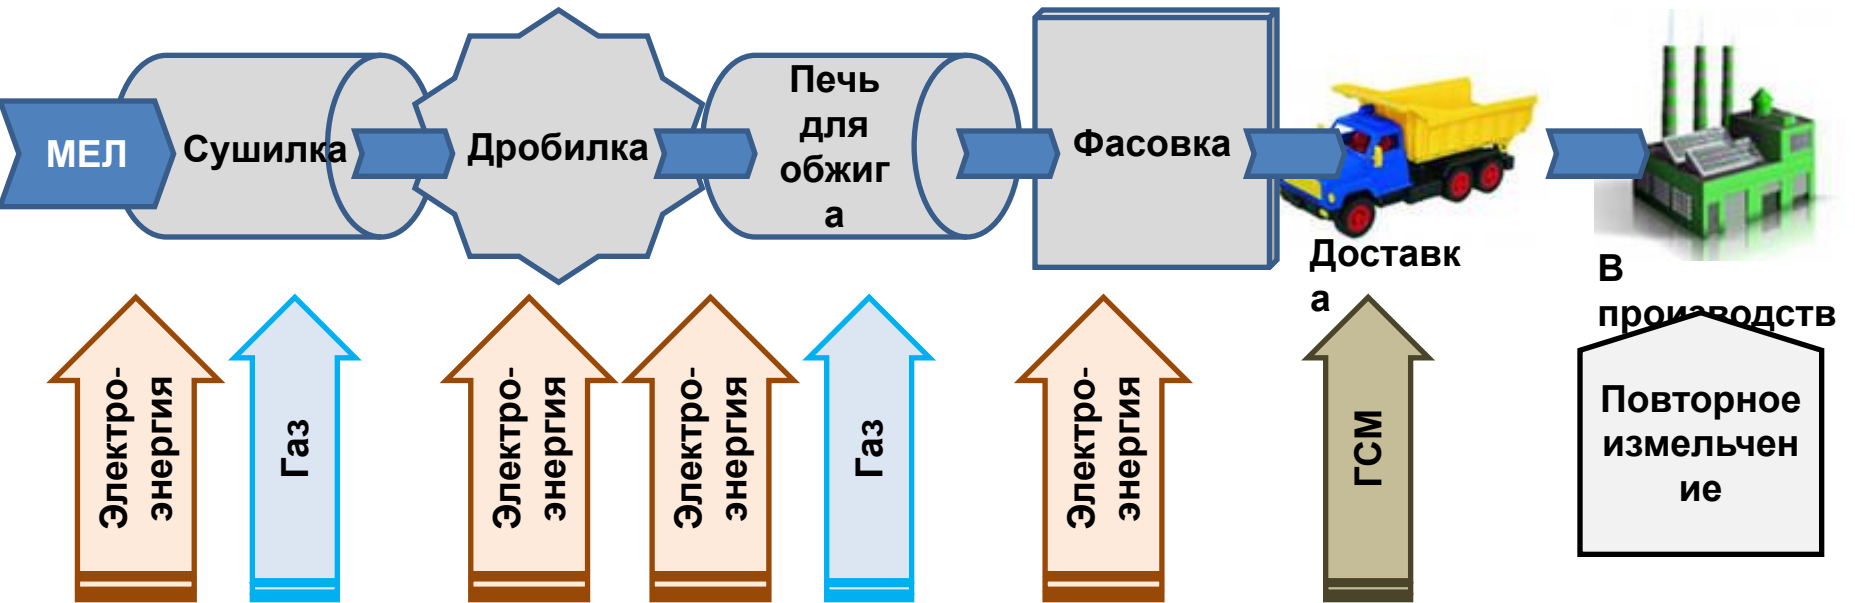 МЕЛ
Сушилка
Дробилка
Печь
для
обжиг
а
Фасовка
Доставк
а
В
производств
Электро-
энергия
Газ
Электро-
энергия
Электро-
энергия
Газ
Электро-
энергия
ГСМ
Повторное
измельчен
ие